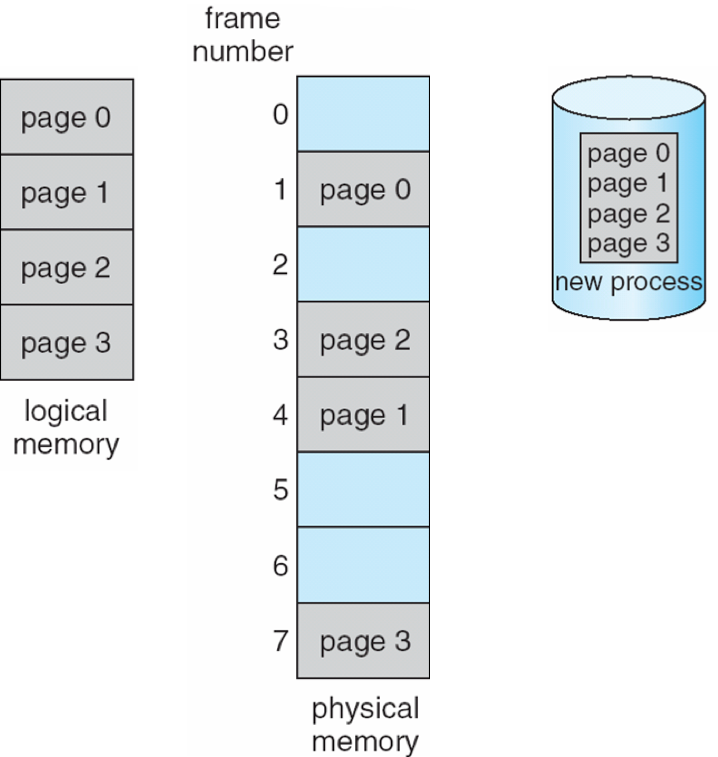 page 0
page 1
page 2
page 3
logical
memory
frame
number
0
1 page 0
2
3 page 2
4 page 1
5
6
7 page 3
physical
memory
page 0
page 1
page 2
page 3
new process